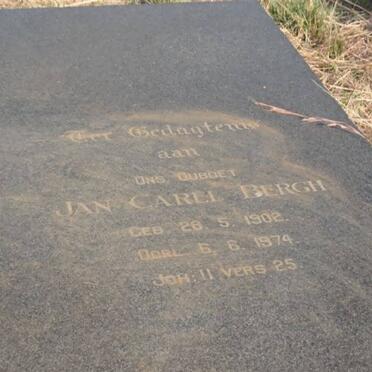 Ter Gedagtenis
aan
ONS OUBOET
JAN CAREL BERGH
GEB. 26. 5. 1902.
OORL. 6. 6. 1974.
JOH. 11 VERS 25.